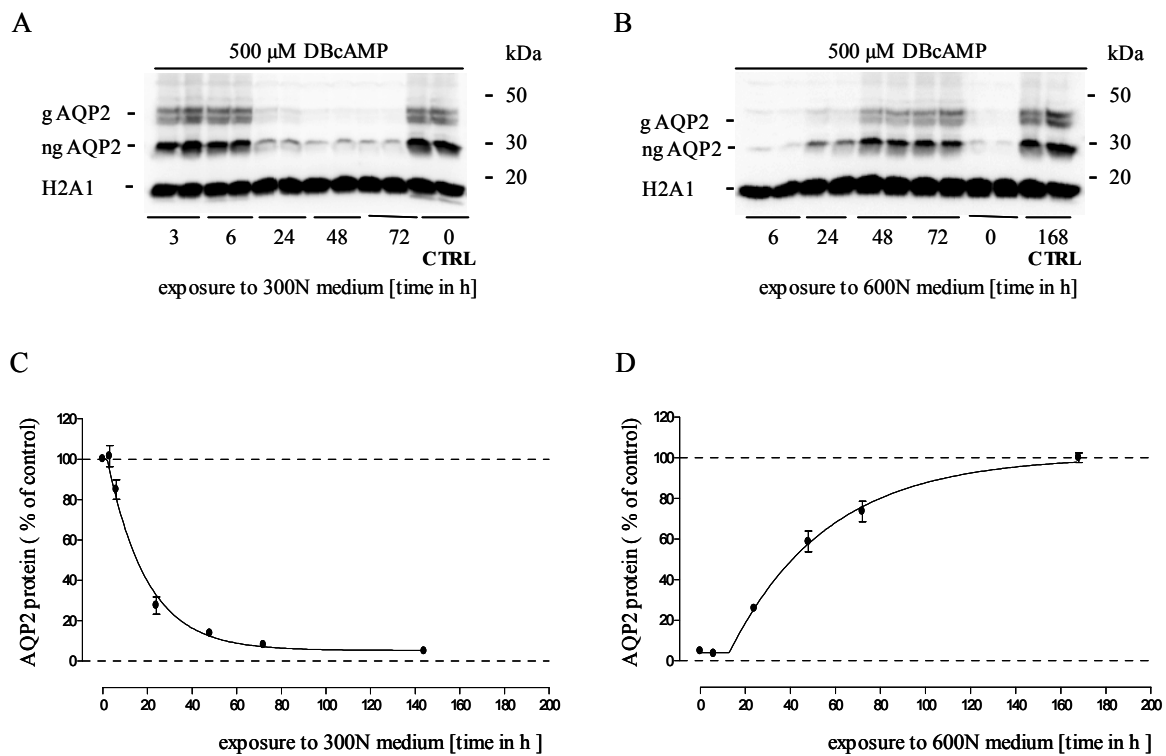 A
500 µM DBcAMP
kDa
g AQP2
ng AQP2
H2A1
- 50
- 30
- 20
3 6 24 48 72 0
CTRL
exposure to 300N medium [time in h]
B
500 µM DBcAMP
kDa
g AQP2
ng AQP2
H2A1
- 50
- 30
- 20
6 24 48 72 0 168
CTRL
exposure to 600N medium [time in h]
C
AQP2 protein ( % of control)
120
100
80
60
40
20
0
0 20 40 60 80 100 120 140 160 180 200
exposure to 300N medium [time in h ]
D
AQP2 protein ( % of control)
120
100
80
60
40
20
0
0 20 40 60 80 100 120 140 160 180 200
exposure to 600N medium [time in h ]